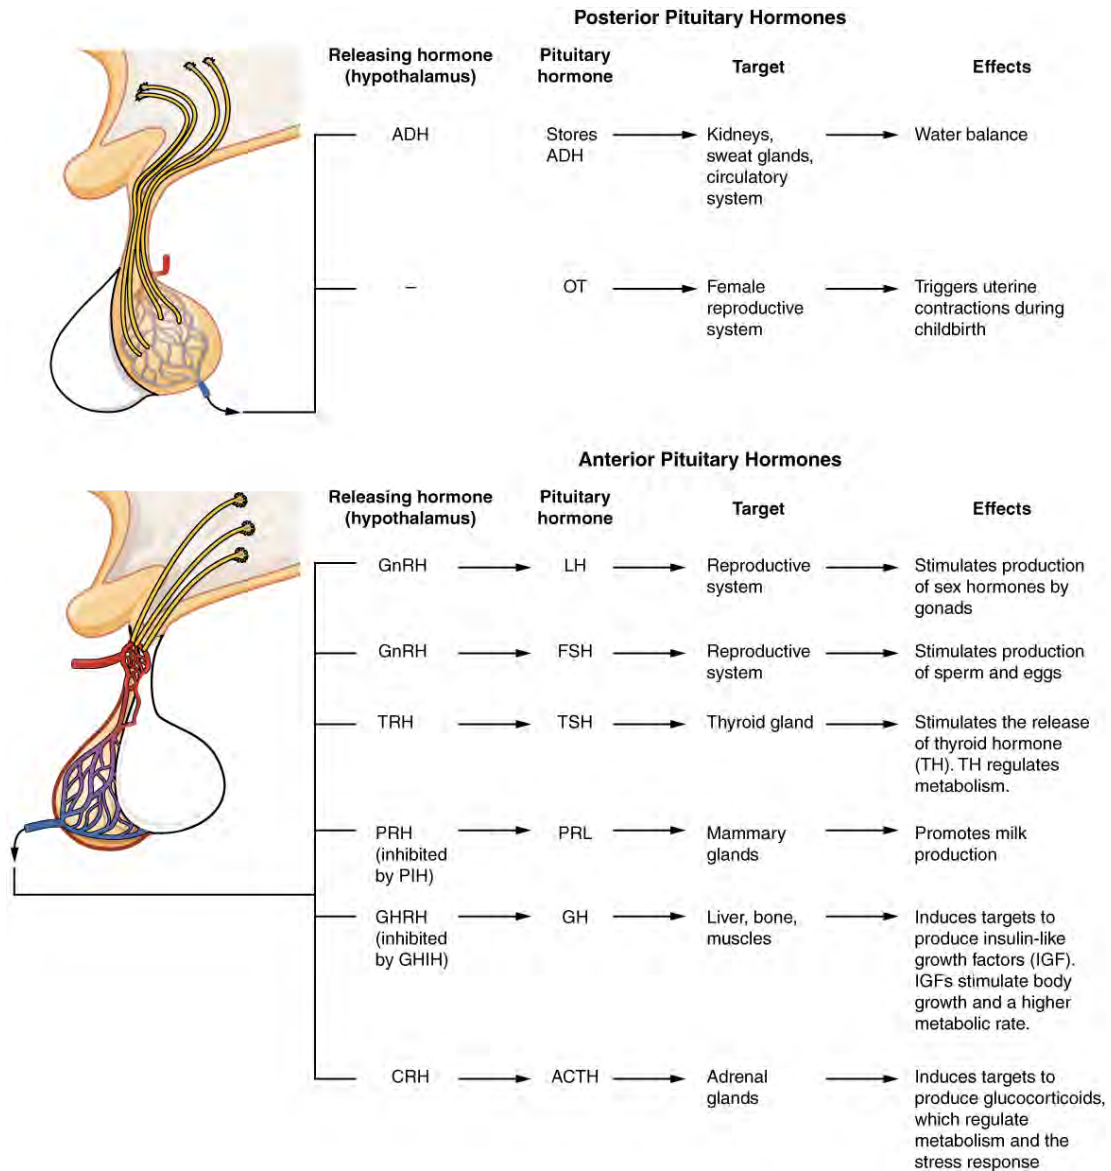 Posterior Pituitary Hormones
Releasing hormone
(hypothalamus)
Pituitary
hormone
Target
Effects
ADH
Stores
ADH
Kidneys,
sweat glands,
circulatory
system
Water balance
–
OT
Female
reproductive
system
Triggers uterine
contractions during
childbirth
Anterior Pituitary Hormones
Releasing hormone
(hypothalamus)
Pituitary
hormone
Target
Effects
GnRH
LH
Reproductive
system
Stimulates production
of sex hormones by
gonads
GnRH
FSH
Reproductive
system
Stimulates production
of sperm and eggs
TRH
TSH
Thyroid gland
Stimulates the release
of thyroid hormone
(TH). TH regulates
metabolism.
PRH
(inhibited
by PIH)
PRL
Mammary
glands
Promotes milk
production
GHRH
(inhibited
by GHIH)
GH
Liver, bone,
muscles
Induces targets to
produce insulin-like
growth factors (IGF).
IGFs stimulate body
growth and a higher
metabolic rate.
CRH
ACTH
Adrenal
glands
Induces targets to
produce glucocorticoids,
which regulate
metabolism and the
stress response